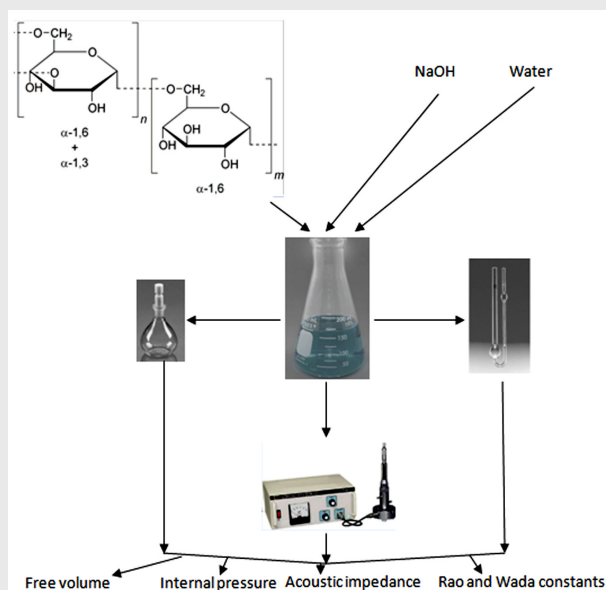 O-CH₂
O
O
OH
OH
n
α-1,6
+
α-1,3
O-CH₂
O
OH
OH
OH
m
α-1,6
NaOH
Water
Free volume
Internal pressure
Acoustic impedance
Rao and Wada constants